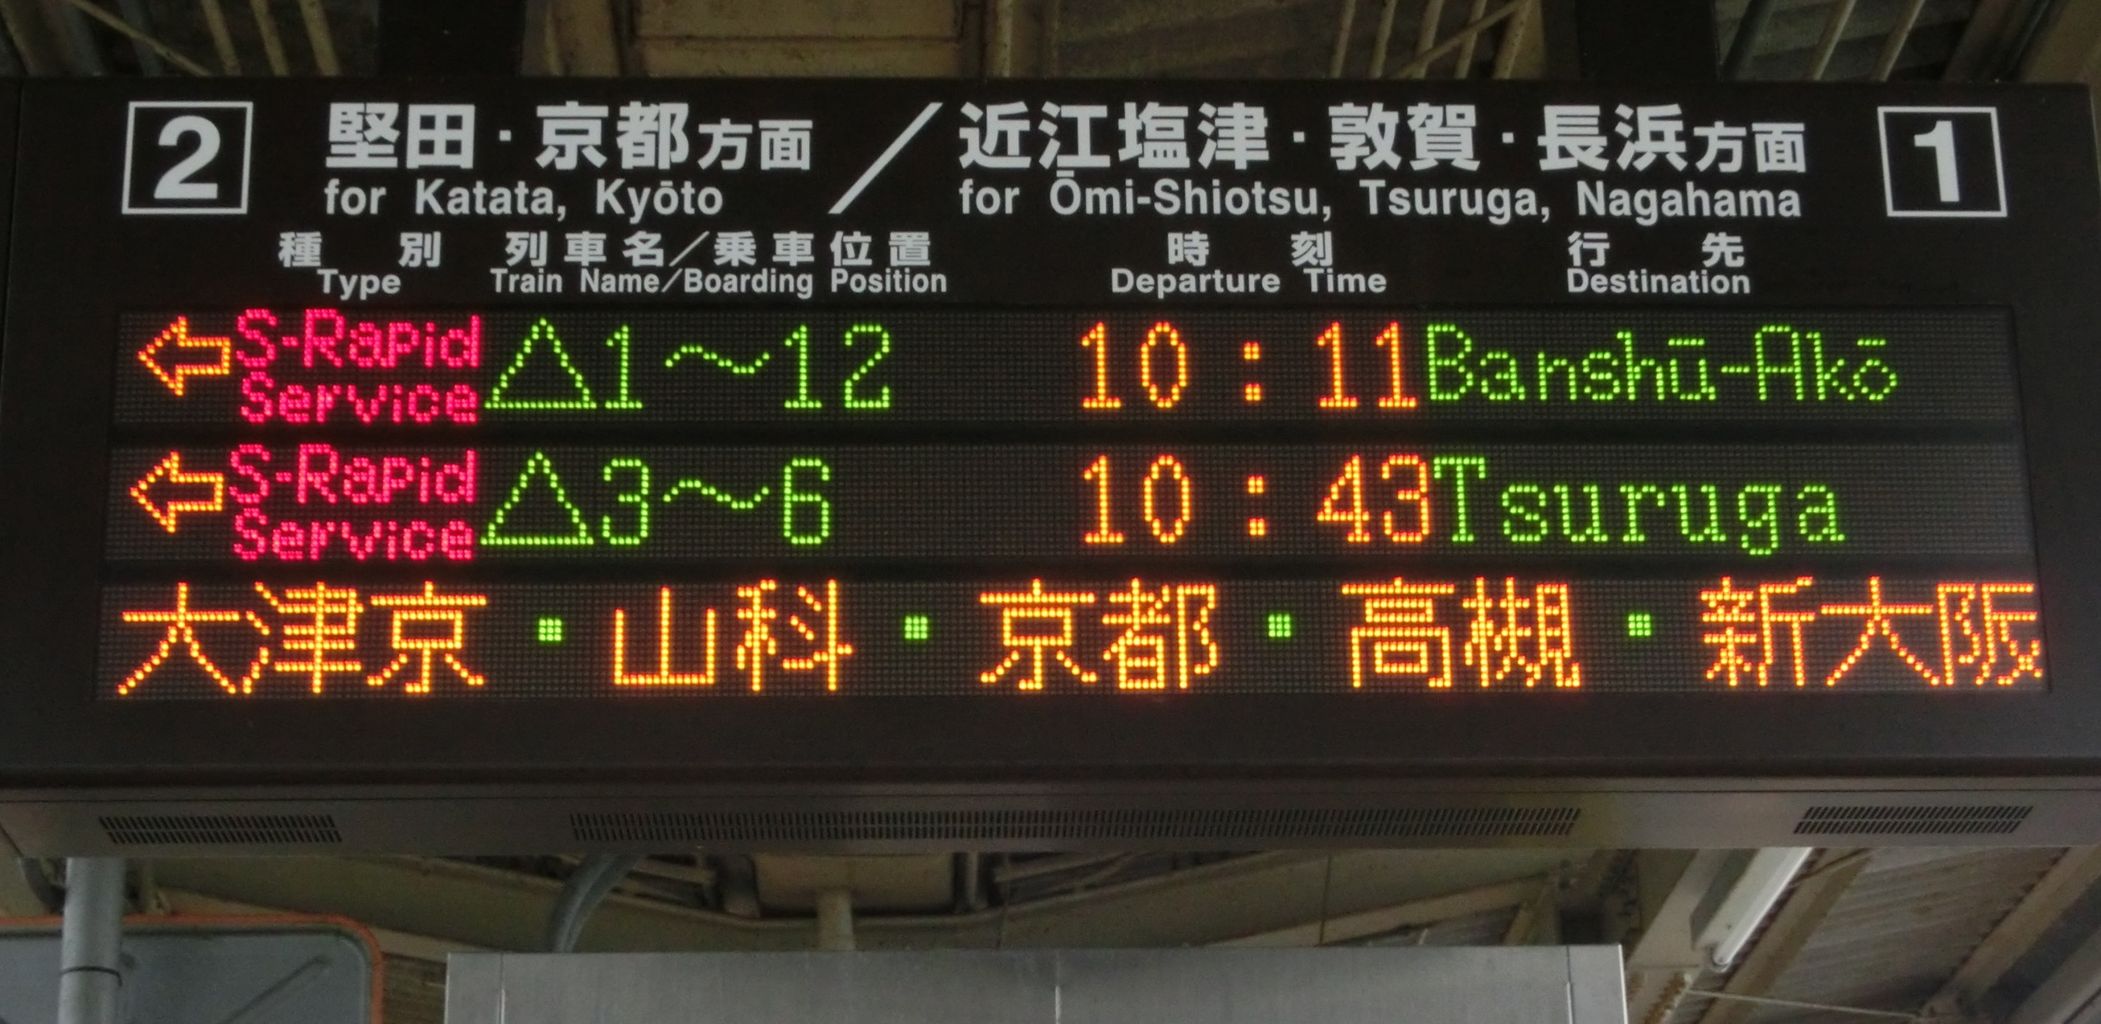 2 堅田・京都方面／近江塩津・敦賀・長浜方面 1
for Katata, Kyōto for Ōmi-Shiotsu, Tsuruga, Nagahama
種別 列車名／乗車位置 時刻 行先
Type Train Name/Boarding Position Departure Time Destination
←S-Rapid Service △1～12 10:11 Banshū-Akō
←S-Rapid Service △3～6 10:43 Tsuruga
大津京・山科・京都・高槻・新大阪